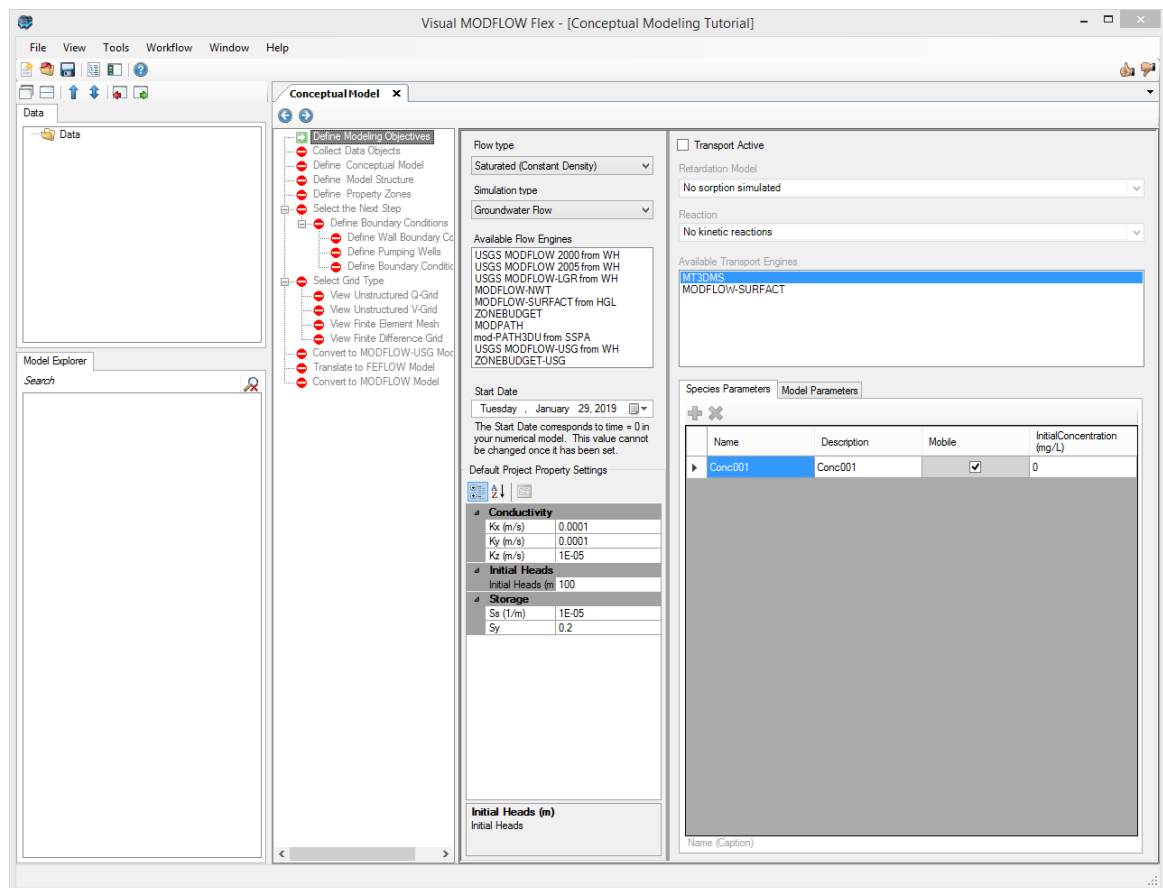 Visual MODFLOW Flex - [Conceptual Modeling Tutorial]
File View Tools Workflow Window Help
Data
Data
Model Explorer
Search
ConceptualModel X
Define Modeling Objectives
Collect Data Objects
Define Conceptual Model
Define Model Structure
Define Property Zones
Select the Next Step
Define Boundary Conditions
Define Wall Boundary Cc
Define Pumping Wells
Define Boundary Conditic
Select Grid Type
View Unstructured Q-Grid
View Unstructured V-Grid
View Finite Element Mesh
View Finite Difference Grid
Convert to MODFLOW-USG Moc
Translate to FEFLOW Model
Convert to MODFLOW Model
Flow type
Saturated (Constant Density)
Simulation type
Groundwater Flow
Available Flow Engines
USGS MODFLOW 2000 from WH
USGS MODFLOW 2005 from WH
USGS MODFLOW-LGR from WH
MODFLOW-NWT
MODFLOW-SURFACT from HGL
ZONEBUDGET
MODPATH
mod-PATH3DU from SSPA
USGS MODFLOW-USG from WH
ZONEBUDGET-USG
Start Date
Tuesday , January 29, 2019
The Start Date corresponds to time = 0 in
your numerical model. This value cannot
be changed once it has been set.
Default Project Property Settings
Conductivity
Kx (m/s) 0.0001
Ky (m/s) 0.0001
Kz (m/s) 1E-05
Initial Heads
Initial Heads (m 100
Storage
Ss (1/m) 1E-05
Sy 0.2
Initial Heads (m)
Initial Heads
Transport Active
Retardation Model
No sorption simulated
Reaction
No kinetic reactions
Available Transport Engines
MT3DMS
MODFLOW-SURFACT
Species Parameters Model Parameters
Name Description Mobile InitialConcentration
(mg/L)
Conc001 Conc001 0
Name (Caption)